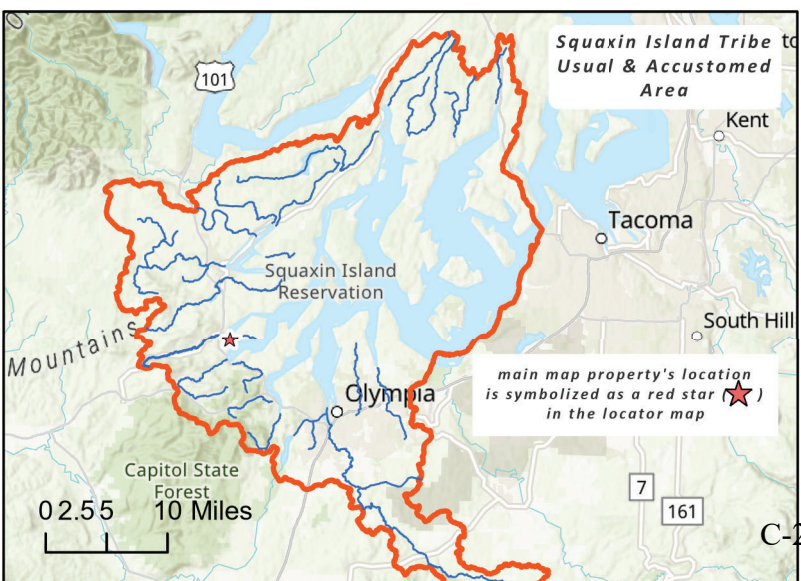 Squaxin Island Tribe
Usual & Accustomed
Area
101
Kent
Tacoma
Squaxin Island
Reservation
South Hill
Mountains
main map property's location
is symbolized as a red star ( )
in the locator map
Olympia
Capitol State
Forest
7
161
0 2.5 5 10 Miles